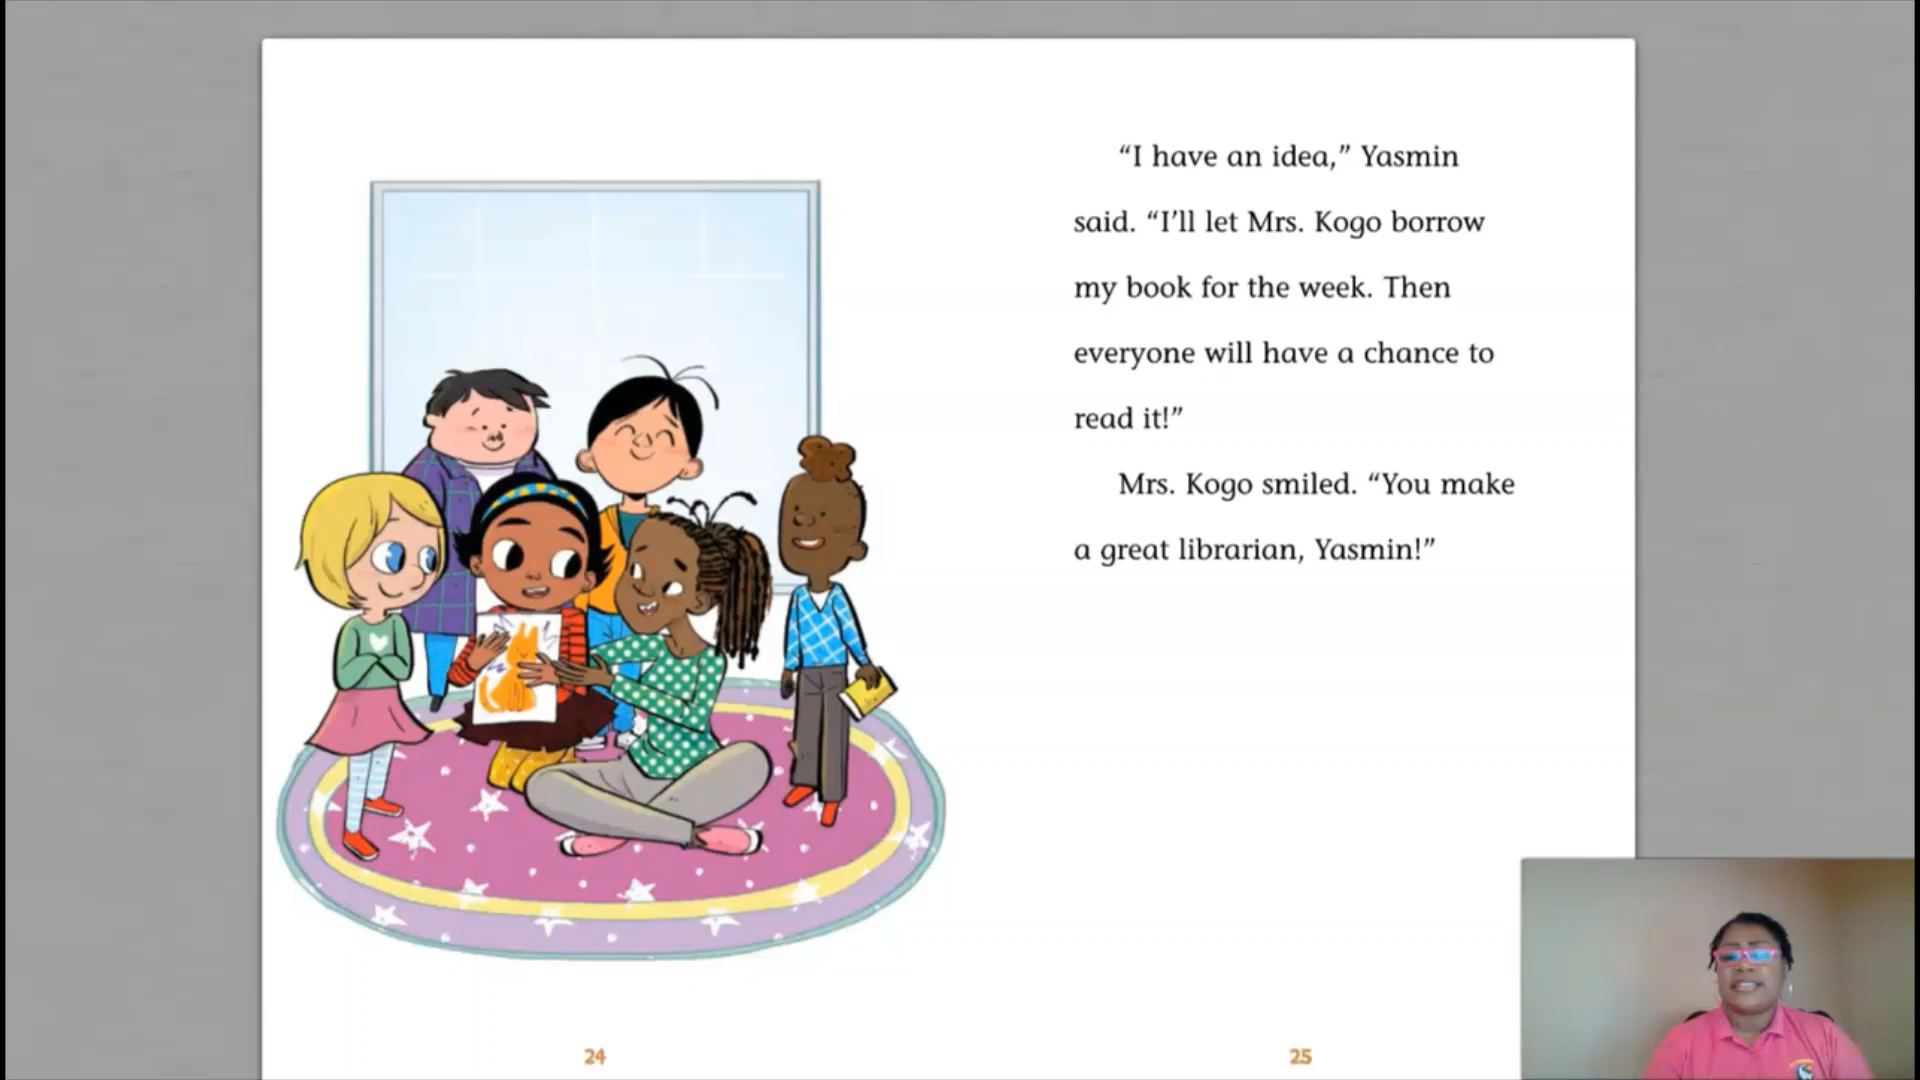 “I have an idea,” Yasmin
said. “I’ll let Mrs. Kogo borrow
my book for the week. Then
everyone will have a chance to
read it!”
Mrs. Kogo smiled. “You make
a great librarian, Yasmin!”
24
25